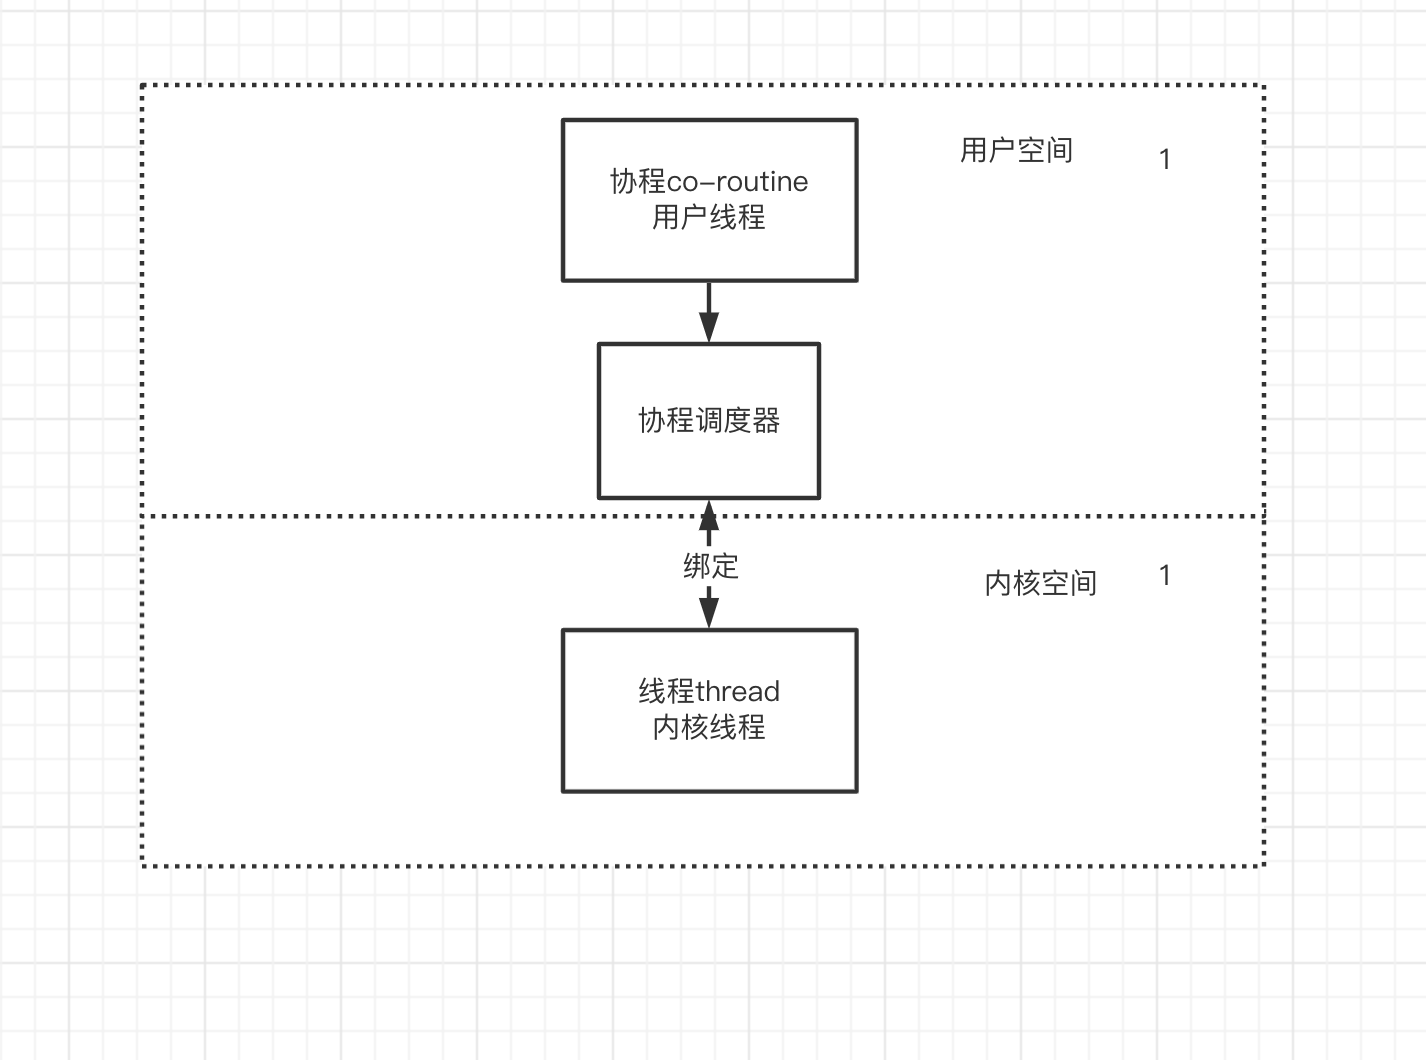 用户空间 1
协程co-routine
用户线程
协程调度器
绑定
内核空间 1
线程thread
内核线程